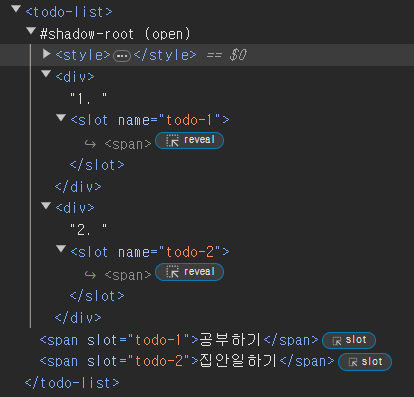 <todo-list>
#shadow-root (open)
<style>…</style> == $0
<div>
"1. "
<slot name="todo-1">
↪ <span> reveal
</slot>
</div>
<div>
"2. "
<slot name="todo-2">
↪ <span> reveal
</slot>
</div>
<span slot="todo-1">공부하기</span> slot
<span slot="todo-2">집안일하기</span> slot
</todo-list>